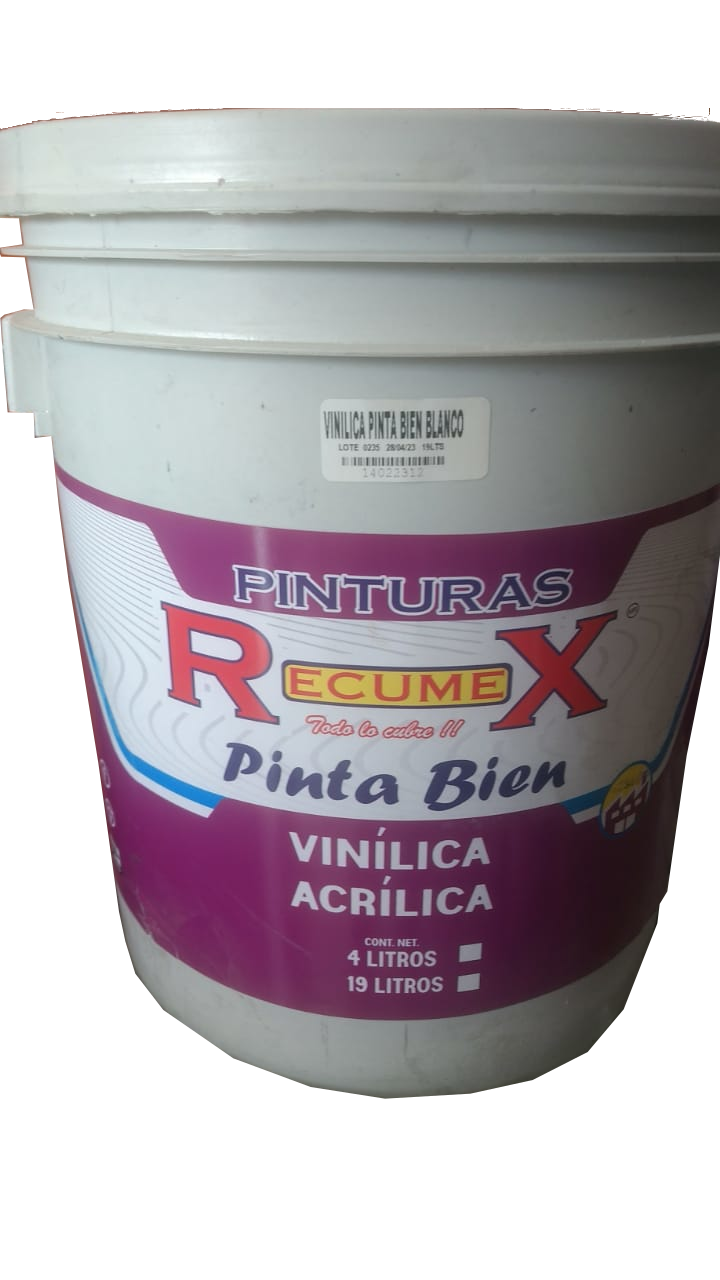 VINILICA PINTA BIEN BLANCO
LOTE 0235 28/04/23 19LTS
14022312
PINTURAS
RECUMEX
Todo lo cubre !!
Pinta Bien
VINÍLICA
ACRÍLICA
CONT. NET.
4 LITROS
19 LITROS